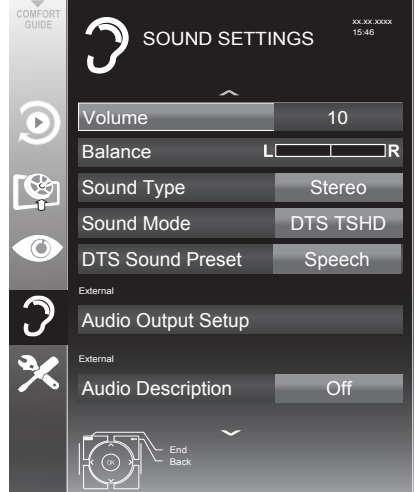 COMFORT
GUIDE
SOUND SETTINGS
xx.xx.xxxx
15:46
Volume 10
Balance L R
Sound Type Stereo
Sound Mode DTS TSHD
DTS Sound Preset Speech
External
Audio Output Setup
External
Audio Description Off
End
Back
OK